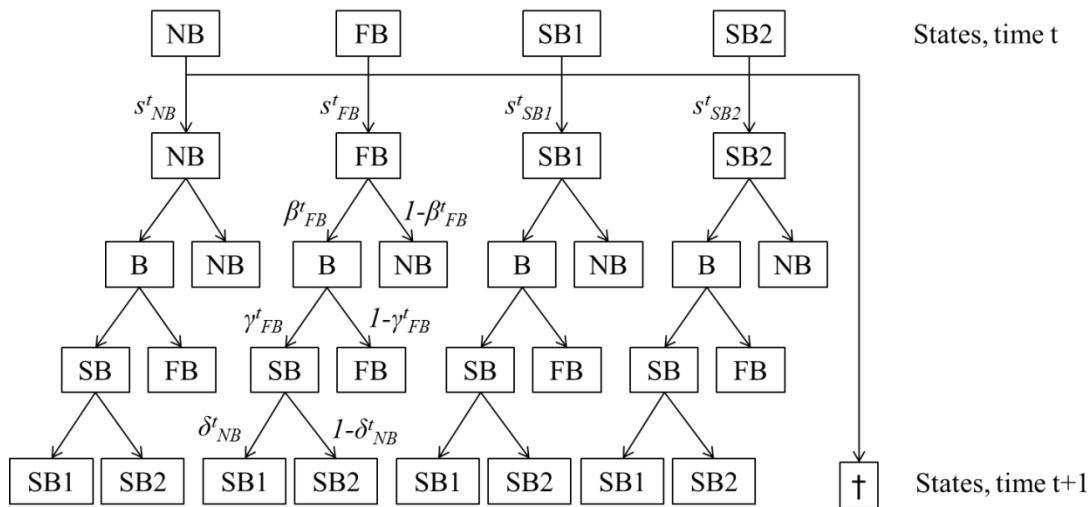 NB FB SB1 SB2 States, time t
s^t_NB s^t_FB s^t_SB1 s^t_SB2
NB FB SB1 SB2
β^t_FB 1-β^t_FB
B NB B NB B NB B NB
γ^t_FB 1-γ^t_FB
SB FB SB FB SB FB SB FB
δ^t_NB 1-δ^t_NB
SB1 SB2 SB1 SB2 SB1 SB2 SB1 SB2 † States, time t+1